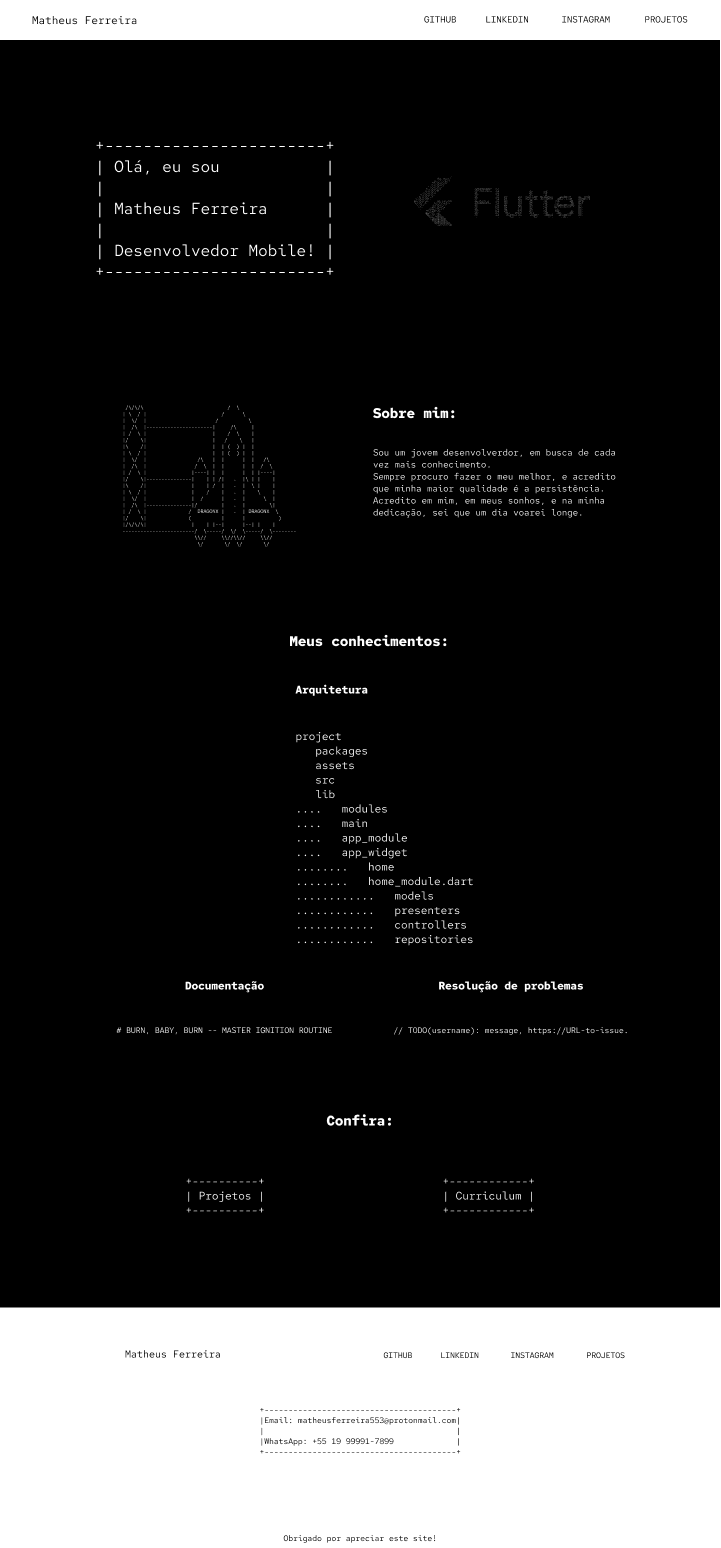 Matheus Ferreira GITHUB LINKEDIN INSTAGRAM PROJETOS
Olá, eu sou
Matheus Ferreira
Desenvolvedor Mobile!
Flutter
DRAGONX DRAGONX
Sobre mim:
Sou um jovem desenvolverdor, em busca de cada
vez mais conhecimento.
Sempre procuro fazer o meu melhor, e acredito
que minha maior qualidade é a persistência.
Acredito em mim, em meus sonhos, e na minha
dedicação, sei que um dia voarei longe.
Meus conhecimentos:
Arquitetura
project
packages
assets
src
lib
.... modules
.... main
.... app_module
.... app_widget
........ home
........ home_module.dart
............ models
............ presenters
............ controllers
............ repositories
Documentação Resolução de problemas
# BURN, BABY, BURN -- MASTER IGNITION ROUTINE // TODO(username): message, https://URL-to-issue.
Confira:
| Projetos | | Curriculum |
Matheus Ferreira GITHUB LINKEDIN INSTAGRAM PROJETOS
|Email: matheusferreira553@protonmail.com|
|WhatsApp: +55 19 99991-7899 |
Obrigado por apreciar este site!